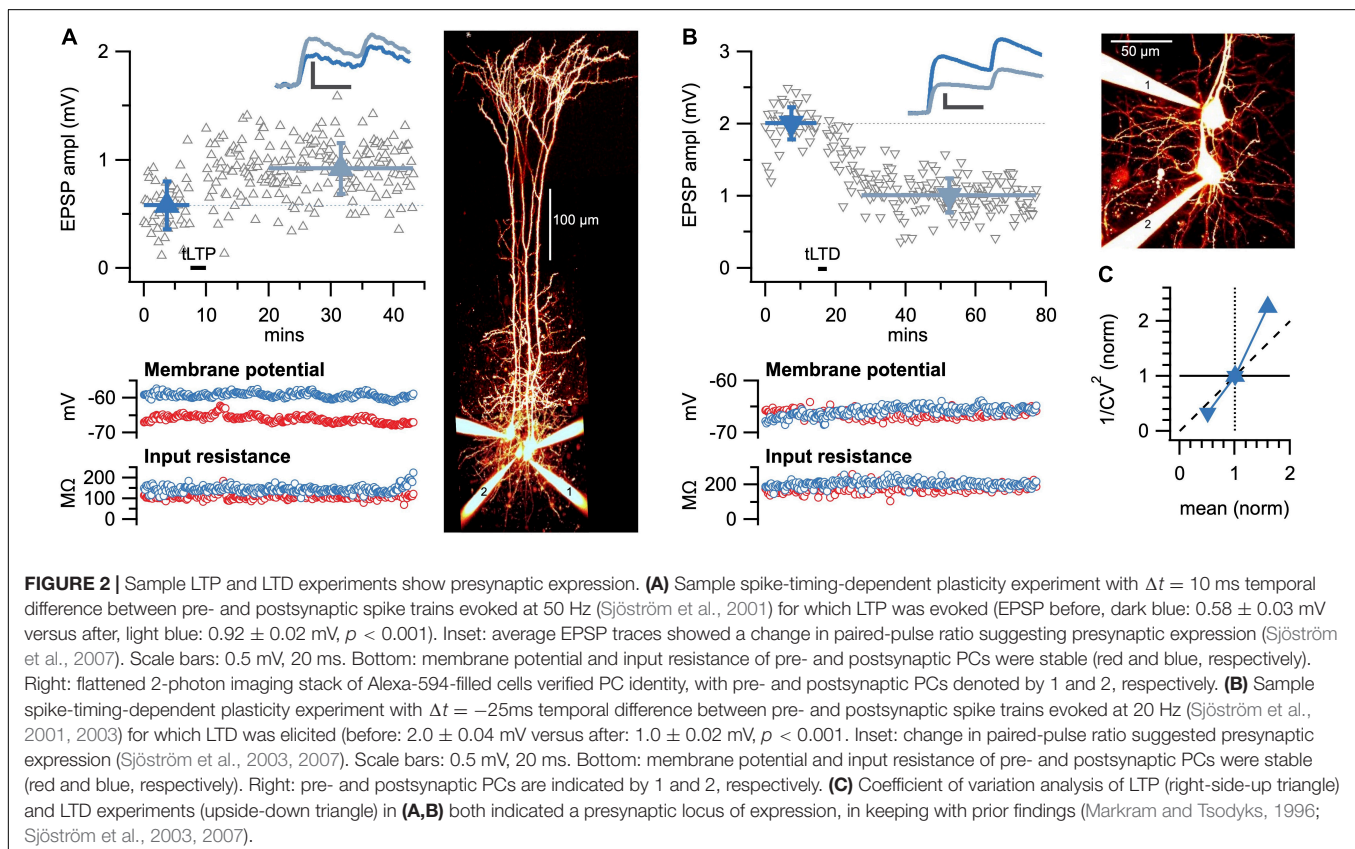 A
2
1
0
EPSP ampl (mV)
tLTP
0 10 20 30 40
mins
Membrane potential
-60
-70
mV
Input resistance
200
100
0
MΩ
100 µm
2
1
B
3
2
1
0
EPSP ampl (mV)
tLTD
0 20 40 60 80
mins
Membrane potential
-60
-70
mV
Input resistance
200
0
MΩ
50 µm
1
2
C
2
1
0
1/CV²  (norm)
0 1 2
mean (norm)
FIGURE 2 | Sample LTP and LTD experiments show presynaptic expression. (A) Sample spike-timing-dependent plasticity experiment with Δt = 10 ms temporal
difference between pre- and postsynaptic spike trains evoked at 50 Hz (Sjöström et al., 2001) for which LTP was evoked (EPSP before, dark blue: 0.58 ± 0.03 mV
versus after, light blue: 0.92 ± 0.02 mV, p < 0.001). Inset: average EPSP traces showed a change in paired-pulse ratio suggesting presynaptic expression (Sjöström
et al., 2007). Scale bars: 0.5 mV, 20 ms. Bottom: membrane potential and input resistance of pre- and postsynaptic PCs were stable (red and blue, respectively).
Right: flattened 2-photon imaging stack of Alexa-594-filled cells verified PC identity, with pre- and postsynaptic PCs denoted by 1 and 2, respectively. (B) Sample
spike-timing-dependent plasticity experiment with Δt = −25ms temporal difference between pre- and postsynaptic spike trains evoked at 20 Hz (Sjöström et al.,
2001, 2003) for which LTD was elicited (before: 2.0 ± 0.04 mV versus after: 1.0 ± 0.02 mV, p < 0.001. Inset: change in paired-pulse ratio suggested presynaptic
expression (Sjöström et al., 2003, 2007). Scale bars: 0.5 mV, 20 ms. Bottom: membrane potential and input resistance of pre- and postsynaptic PCs were stable
(red and blue, respectively). Right: pre- and postsynaptic PCs are indicated by 1 and 2, respectively. (C) Coefficient of variation analysis of LTP (right-side-up triangle)
and LTD experiments (upside-down triangle) in (A,B) both indicated a presynaptic locus of expression, in keeping with prior findings (Markram and Tsodyks, 1996;
Sjöström et al., 2003, 2007).